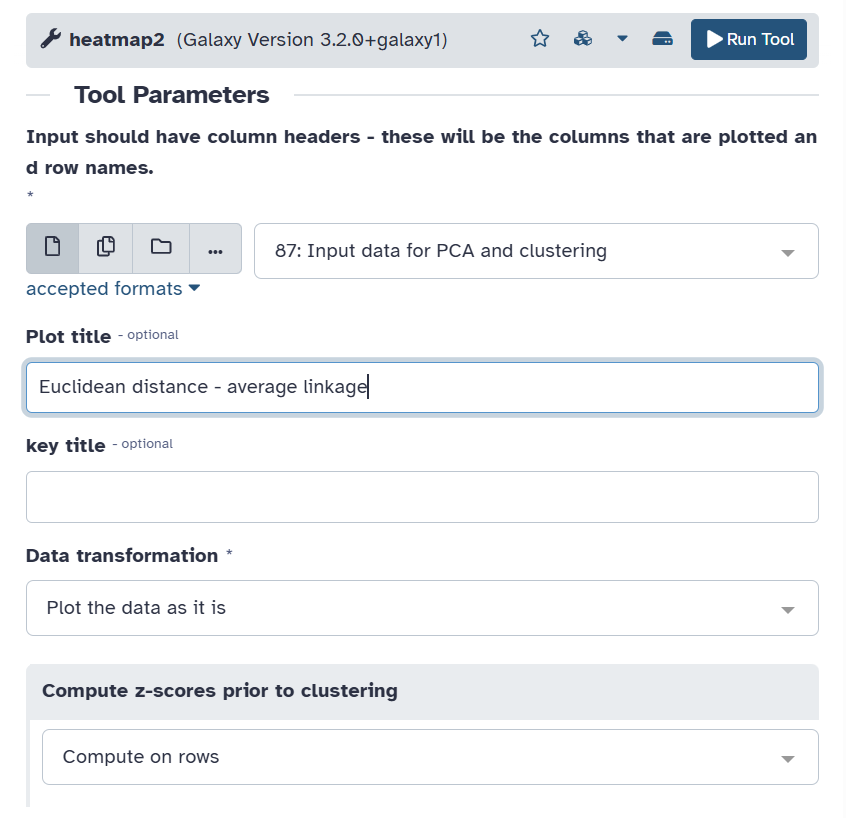 heatmap2 (Galaxy Version 3.2.0+galaxy1)
Run Tool
Tool Parameters
Input should have column headers - these will be the columns that are plotted an
d row names.
*
...
87: Input data for PCA and clustering
accepted formats
Plot title - optional
Euclidean distance - average linkage
key title - optional
Data transformation *
Plot the data as it is
Compute z-scores prior to clustering
Compute on rows